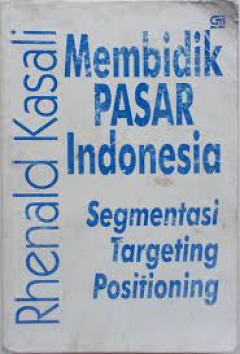 Rhenald Kasali
Membidik
PASAR
Indonesia
Segmentasi
Targeting
Positioning